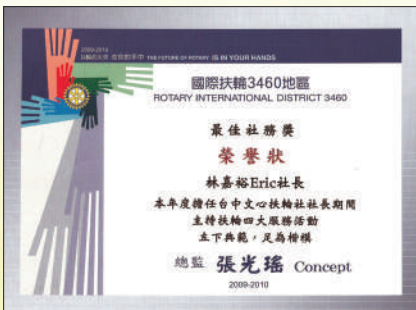 2009-2010
扶輪的未來 在你的手中 THE FUTURE OF ROTARY IS IN YOUR HANDS
國際扶輪3460地區
ROTARY INTERNATIONAL DISTRICT 3460
最佳社務獎
榮譽狀
林嘉裕Eric社長
本年度擔任台中文心扶輪社社長期間
主持扶輪四大服務活動
立下典範，足為楷模
總監 張光瑤 Concept
2009-2010